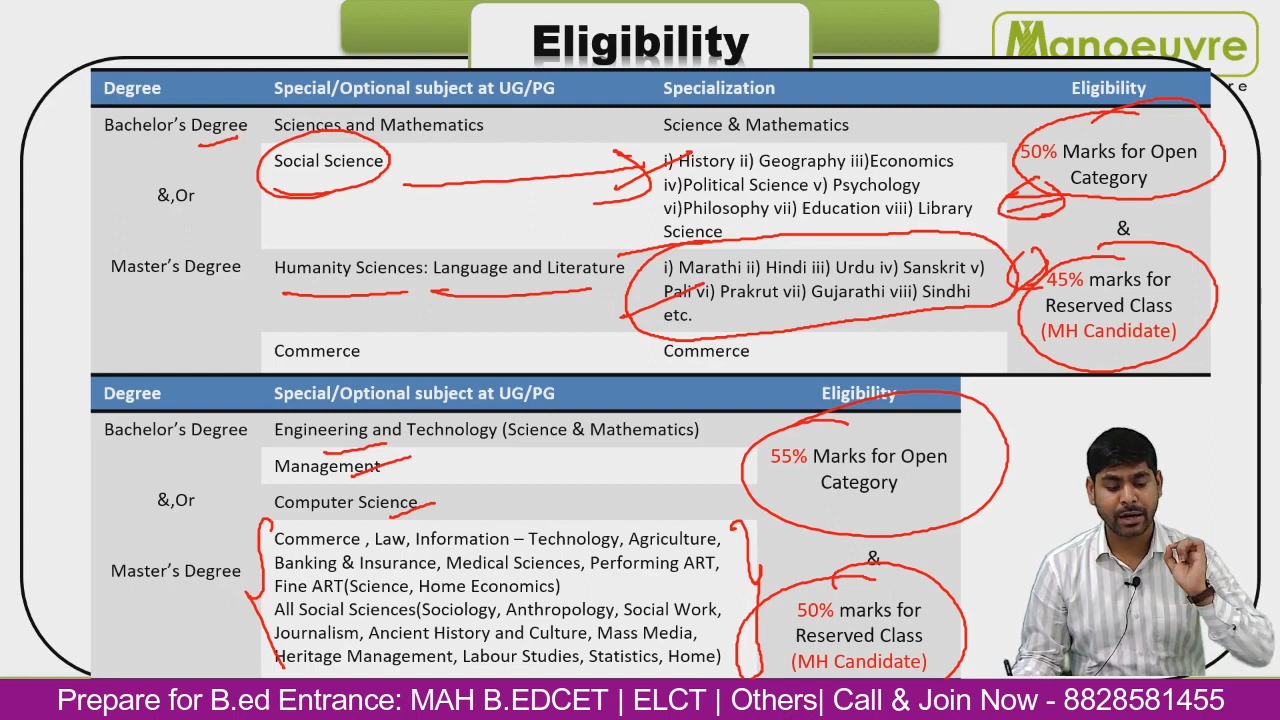 Eligibility
Manoeuvre
re
Degree
Special/Optional subject at UG/PG
Specialization
Eligibility
Bachelor's Degree
Sciences and Mathematics
Science & Mathematics
50% Marks for Open
Category
&,Or
Social Science
i) History ii) Geography iii)Economics
iv)Political Science v) Psychology
vi)Philosophy vii) Education viii) Library
Science
&
Master's Degree
Humanity Sciences: Language and Literature
i) Marathi ii) Hindi iii) Urdu iv) Sanskrit v)
Pali vi) Prakrut vii) Gujarathi viii) Sindhi
etc.
45% marks for
Reserved Class
(MH Candidate)
Commerce
Commerce
Degree
Special/Optional subject at UG/PG
Eligibility
Bachelor's Degree
Engineering and Technology (Science & Mathematics)
55% Marks for Open
Category
Management
&,Or
Computer Science
Master's Degree
Commerce , Law, Information – Technology, Agriculture,
Banking & Insurance, Medical Sciences, Performing ART,
Fine ART(Science, Home Economics)
All Social Sciences(Sociology, Anthropology, Social Work,
Journalism, Ancient History and Culture, Mass Media,
Heritage Management, Labour Studies, Statistics, Home)
&
50% marks for
Reserved Class
(MH Candidate)
Prepare for B.ed Entrance: MAH B.EDCET | ELCT | Others| Call & Join Now - 8828581455